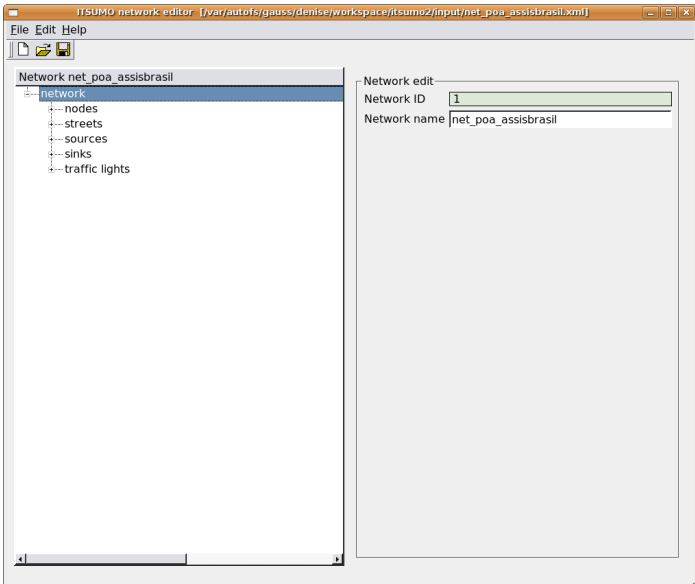 ITSUMO network editor [/var/autofs/gauss/denise/workspace/itsumo2/input/net_poa_assisbrasil.xml]
File Edit Help
Network net_poa_assisbrasil
network
nodes
streets
sources
sinks
traffic lights
Network edit
Network ID 1
Network name net_poa_assisbrasil